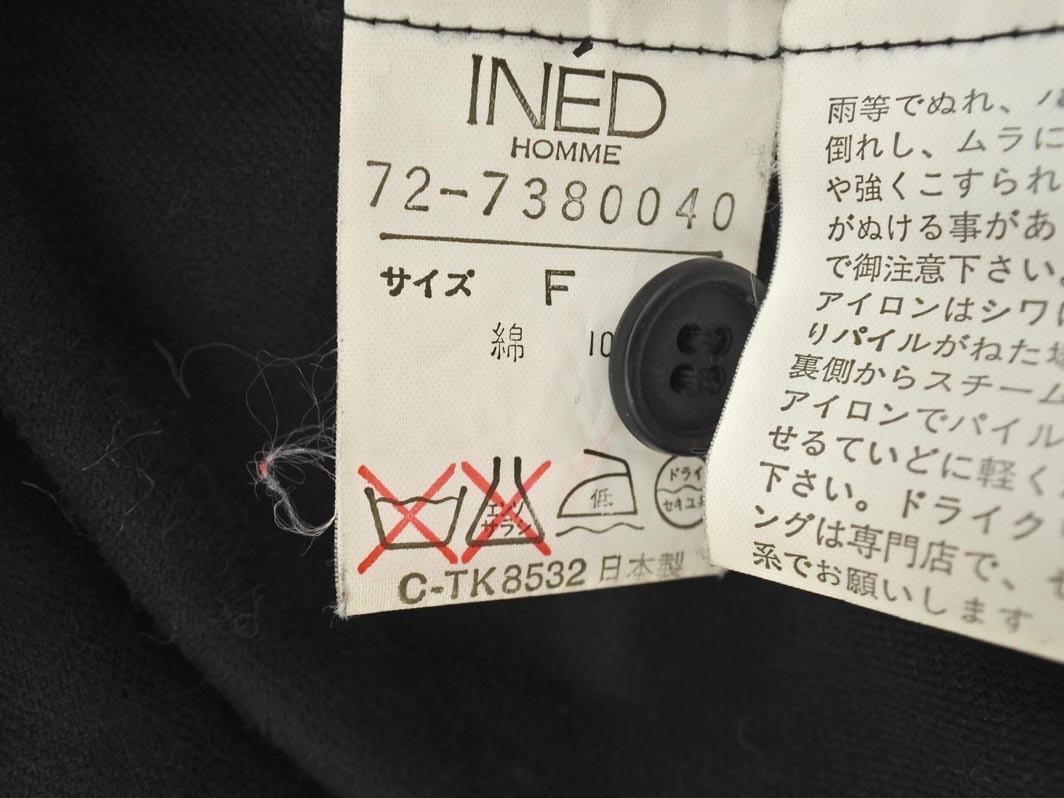 INÉD
HOMME
72-7380040
サイズ F
綿 10
エンソ
サラシ
低
ドライ
セキユ系
C-TK8532 日本製
雨等でぬれ、
倒れし、ムラに
や強くこすられ
がぬける事があ
で御注意下さい。
アイロンはシワ
りパイルがねた場
裏側からスチーム
アイロンでパイル
せるていどに軽く
下さい。ドライク
ングは専門店で、
系でお願いします